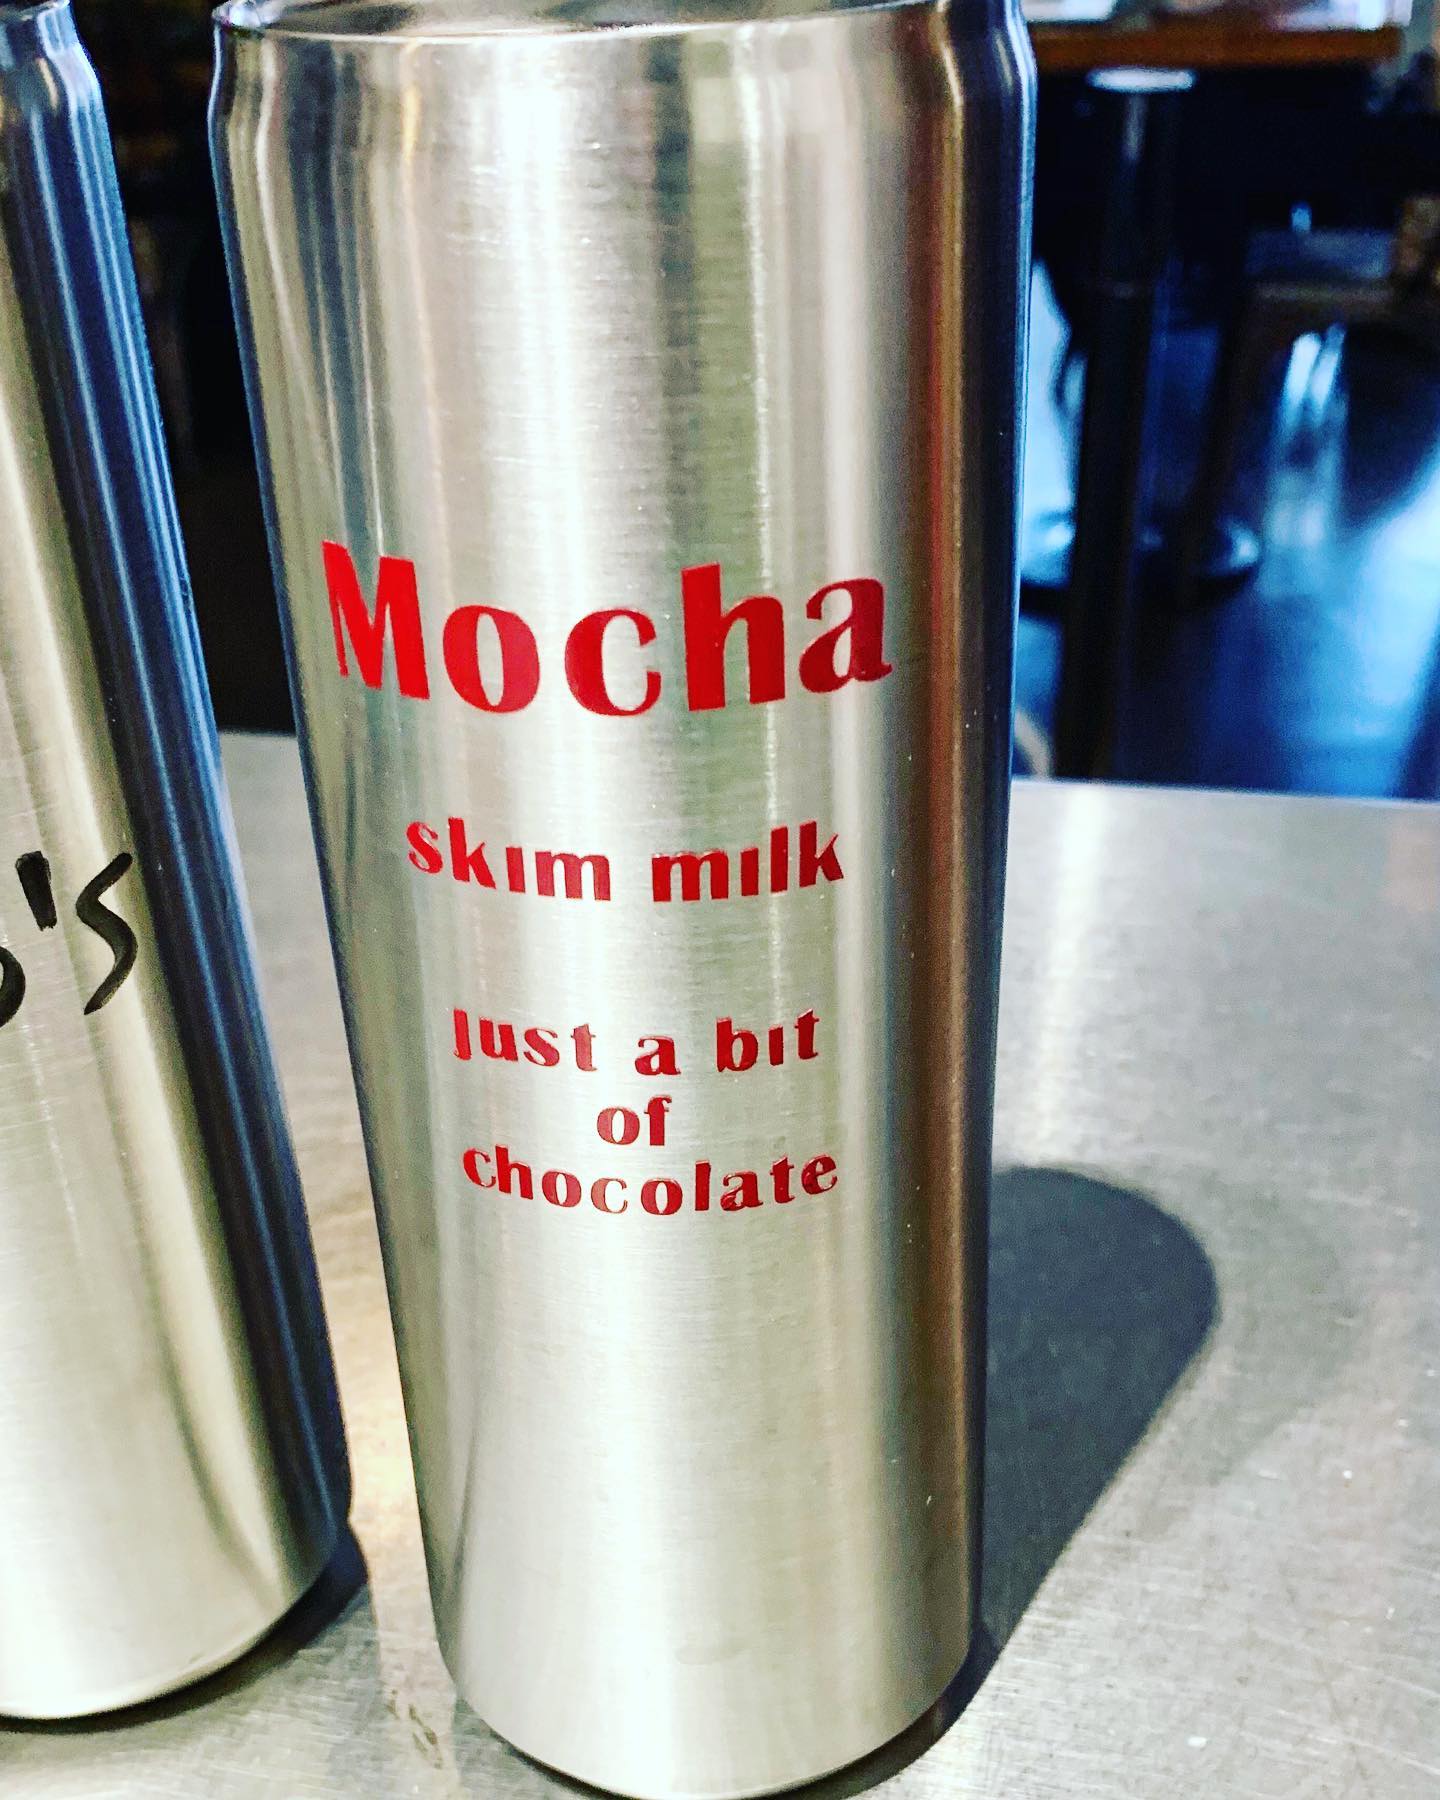 Mocha
skim milk
just a bit
of
chocolate
's